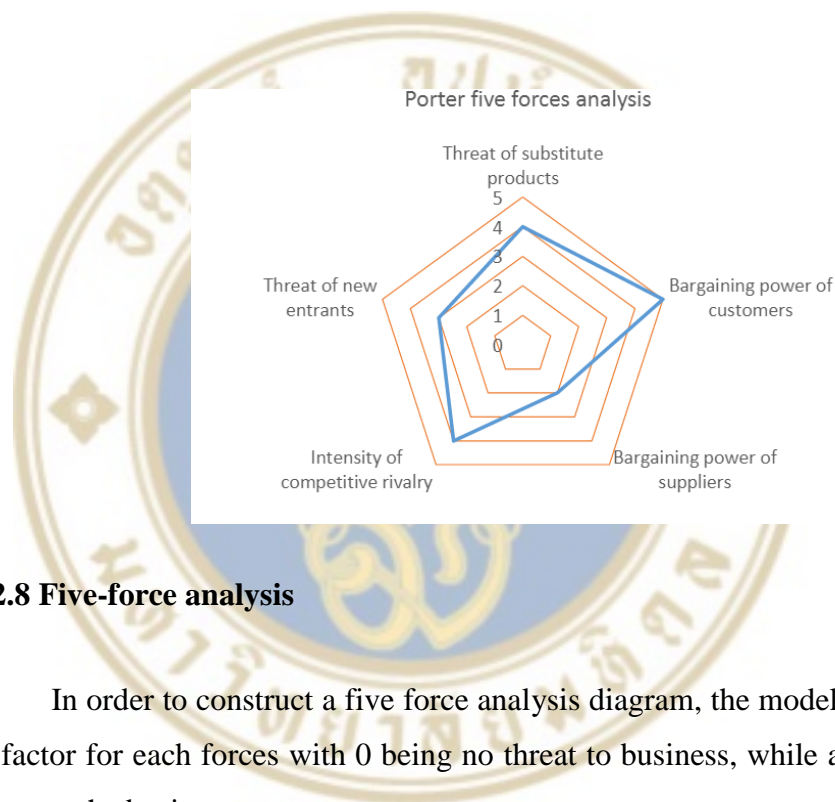 Porter five forces analysis
Threat of substitute
products
5
4
3
2
1
0
Threat of new
entrants
Bargaining power of
customers
Intensity of
competitive rivalry
Bargaining power of
suppliers
2.8 Five-force analysis
In order to construct a five force analysis diagram, the model
factor for each forces with 0 being no threat to business, while a